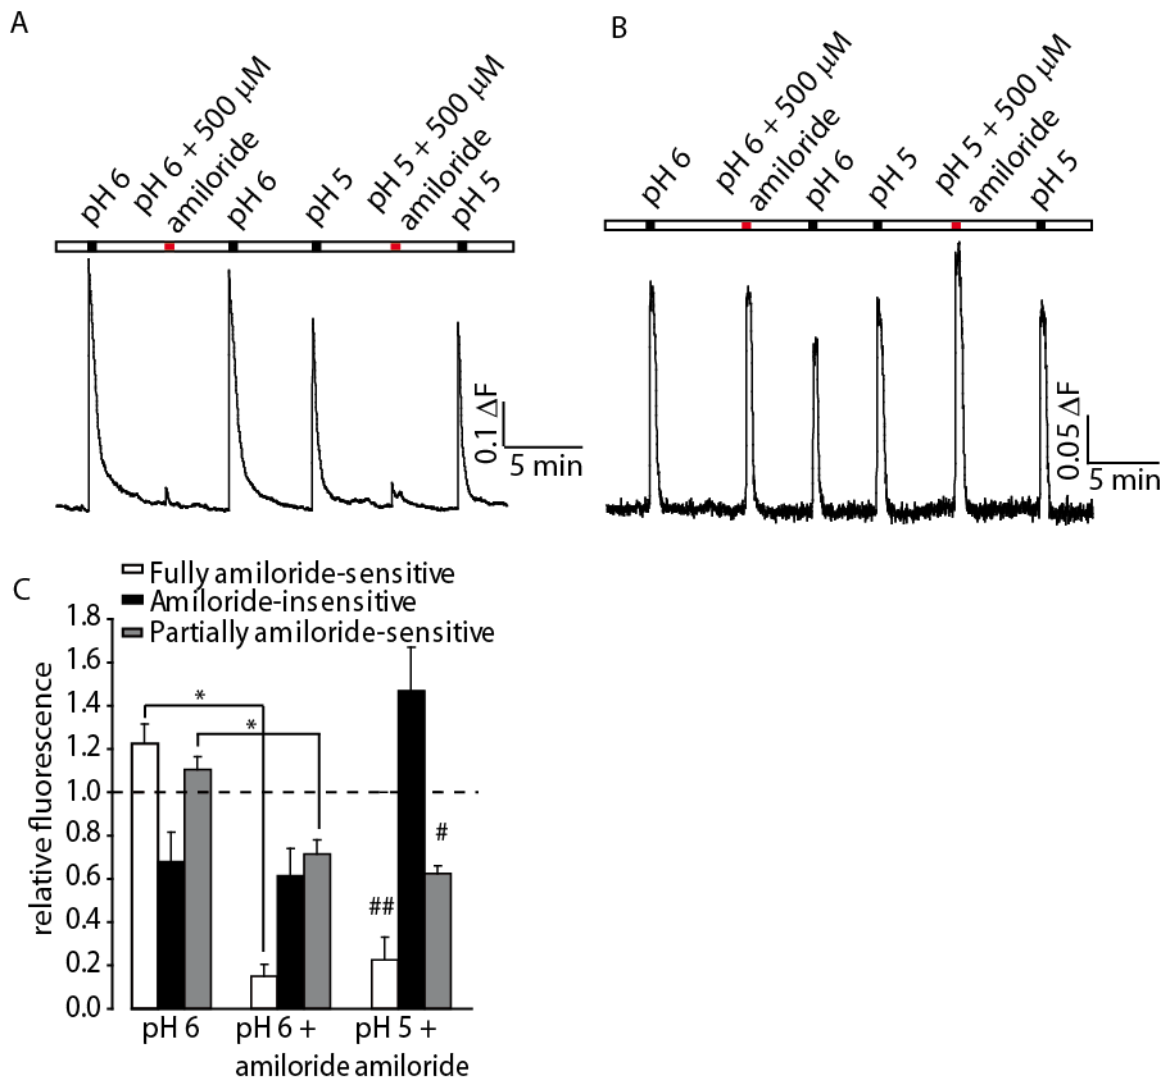 A
pH 6
pH 6 + 500 μM
amiloride
pH 6
pH 5
pH 5 + 500 μM
amiloride
pH 5
0.1 ΔF
5 min
B
pH 6
pH 6 + 500 μM
amiloride
pH 6
pH 5
pH 5 + 500 μM
amiloride
pH 5
0.05 ΔF
5 min
C
Fully amiloride-sensitive
Amiloride-insensitive
Partially amiloride-sensitive
relative fluorescence
1.8
1.6
1.4
1.2
1.0
0.8
0.6
0.4
0.2
0.0
*
*
##
#
pH 6
pH 6 +
amiloride
pH 5 +
amiloride